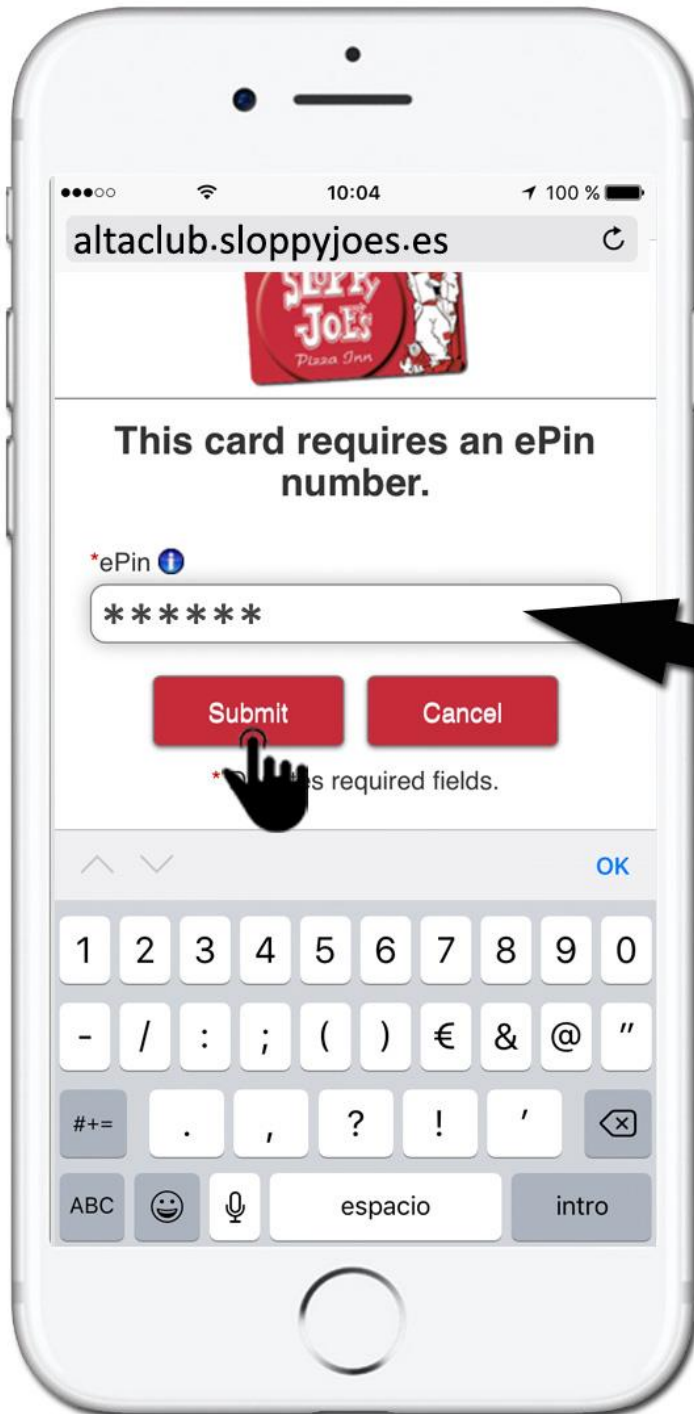 10:04 100 %
altaclub.sloppyjoes.es
SLOPPY
JOE'S
Pizza Inn
This card requires an ePin
number.
*ePin i
******
Submit Cancel
* required fields.
OK
1 2 3 4 5 6 7 8 9 0
- / : ; ( ) € & @ "
#+= . , ? ! '
ABC espacio intro